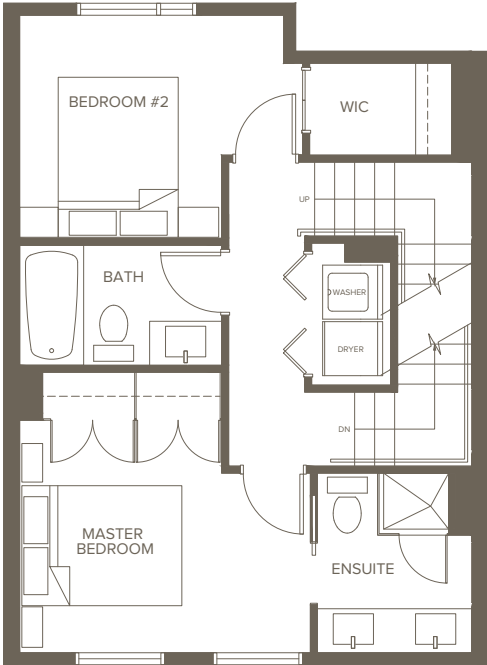 BEDROOM #2
WIC
UP
BATH
WASHER
DRYER
DN
MASTER
BEDROOM
ENSUITE